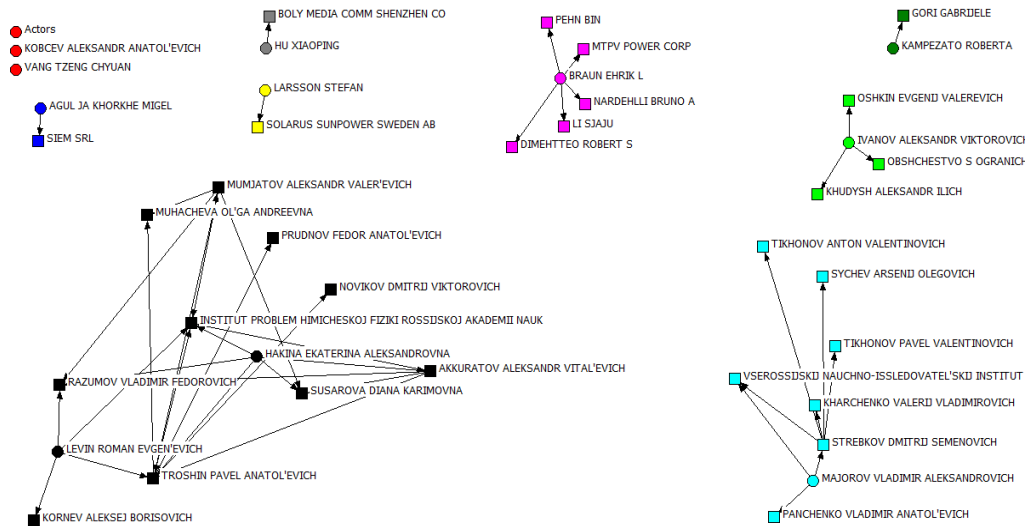 BOLY MEDIA COMM SHENZHEN CO
Actors
KOBCEV ALEKSANDR ANATOL'EVICH
HU XIAOPING
VANG TZENG CHYUAN
PEHN BIN
MTPV POWER CORP
BRAUN EHRIK L
NARDEHLLI BRUNO A
LI SJAJU
DIMEHTTEO ROBERT S
GORI GABRIJELE
KAMPEZATO ROBERTA
LARSSON STEFAN
SOLARUS SUNPOWER SWEDEN AB
AGUL JA KHORKHE MIGEL
SIEM SRL
OSHKIN EVGENIJ VALEREVICH
IVANOV ALEKSANDR VIKTOROVICH
OBSHCHESTVO S OGRANICH
KHUDYSH ALEKSANDR ILICH
MUMJATOV ALEKSANDR VALER'EVICH
MUHACHEVA OL'GA ANDREEVNA
PRUDNOV FEDOR ANATOL'EVICH
NOVIKOV DMITRIJ VIKTOROVICH
INSTITUT PROBLEM HIMICHESKOJ FIZIKI ROSSIJSKOJ AKADEMII NAUK
HAKINA EKATERINA ALEKSANDROVNA
AKKURATOV ALEKSANDR VITAL'EVICH
RAZUMOV VLADIMIR FEDOROVICH
SUSAROVA DIANA KARIMOVNA
LEVIN ROMAN EVGEN'EVICH
TROSHIN PAVEL ANATOL'EVICH
KORNEV ALEKSEJ BORISOVICH
TIKHONOV ANTON VALENTINOVICH
SYCHEV ARSENIJ OLEGOVICH
TIKHONOV PAVEL VALENTINOVICH
VSEROSSIJSKIJ NAUCHNO-ISSLEDOVATEL'SKIJ INSTITUT
KHARCHENKO VALERIJ VLADIMIROVICH
STREBKOV DMITRIJ SEMENOVICH
MAJOROV VLADIMIR ALEKSANDROVICH
PANCHENKO VLADIMIR ANATOL'EVICH